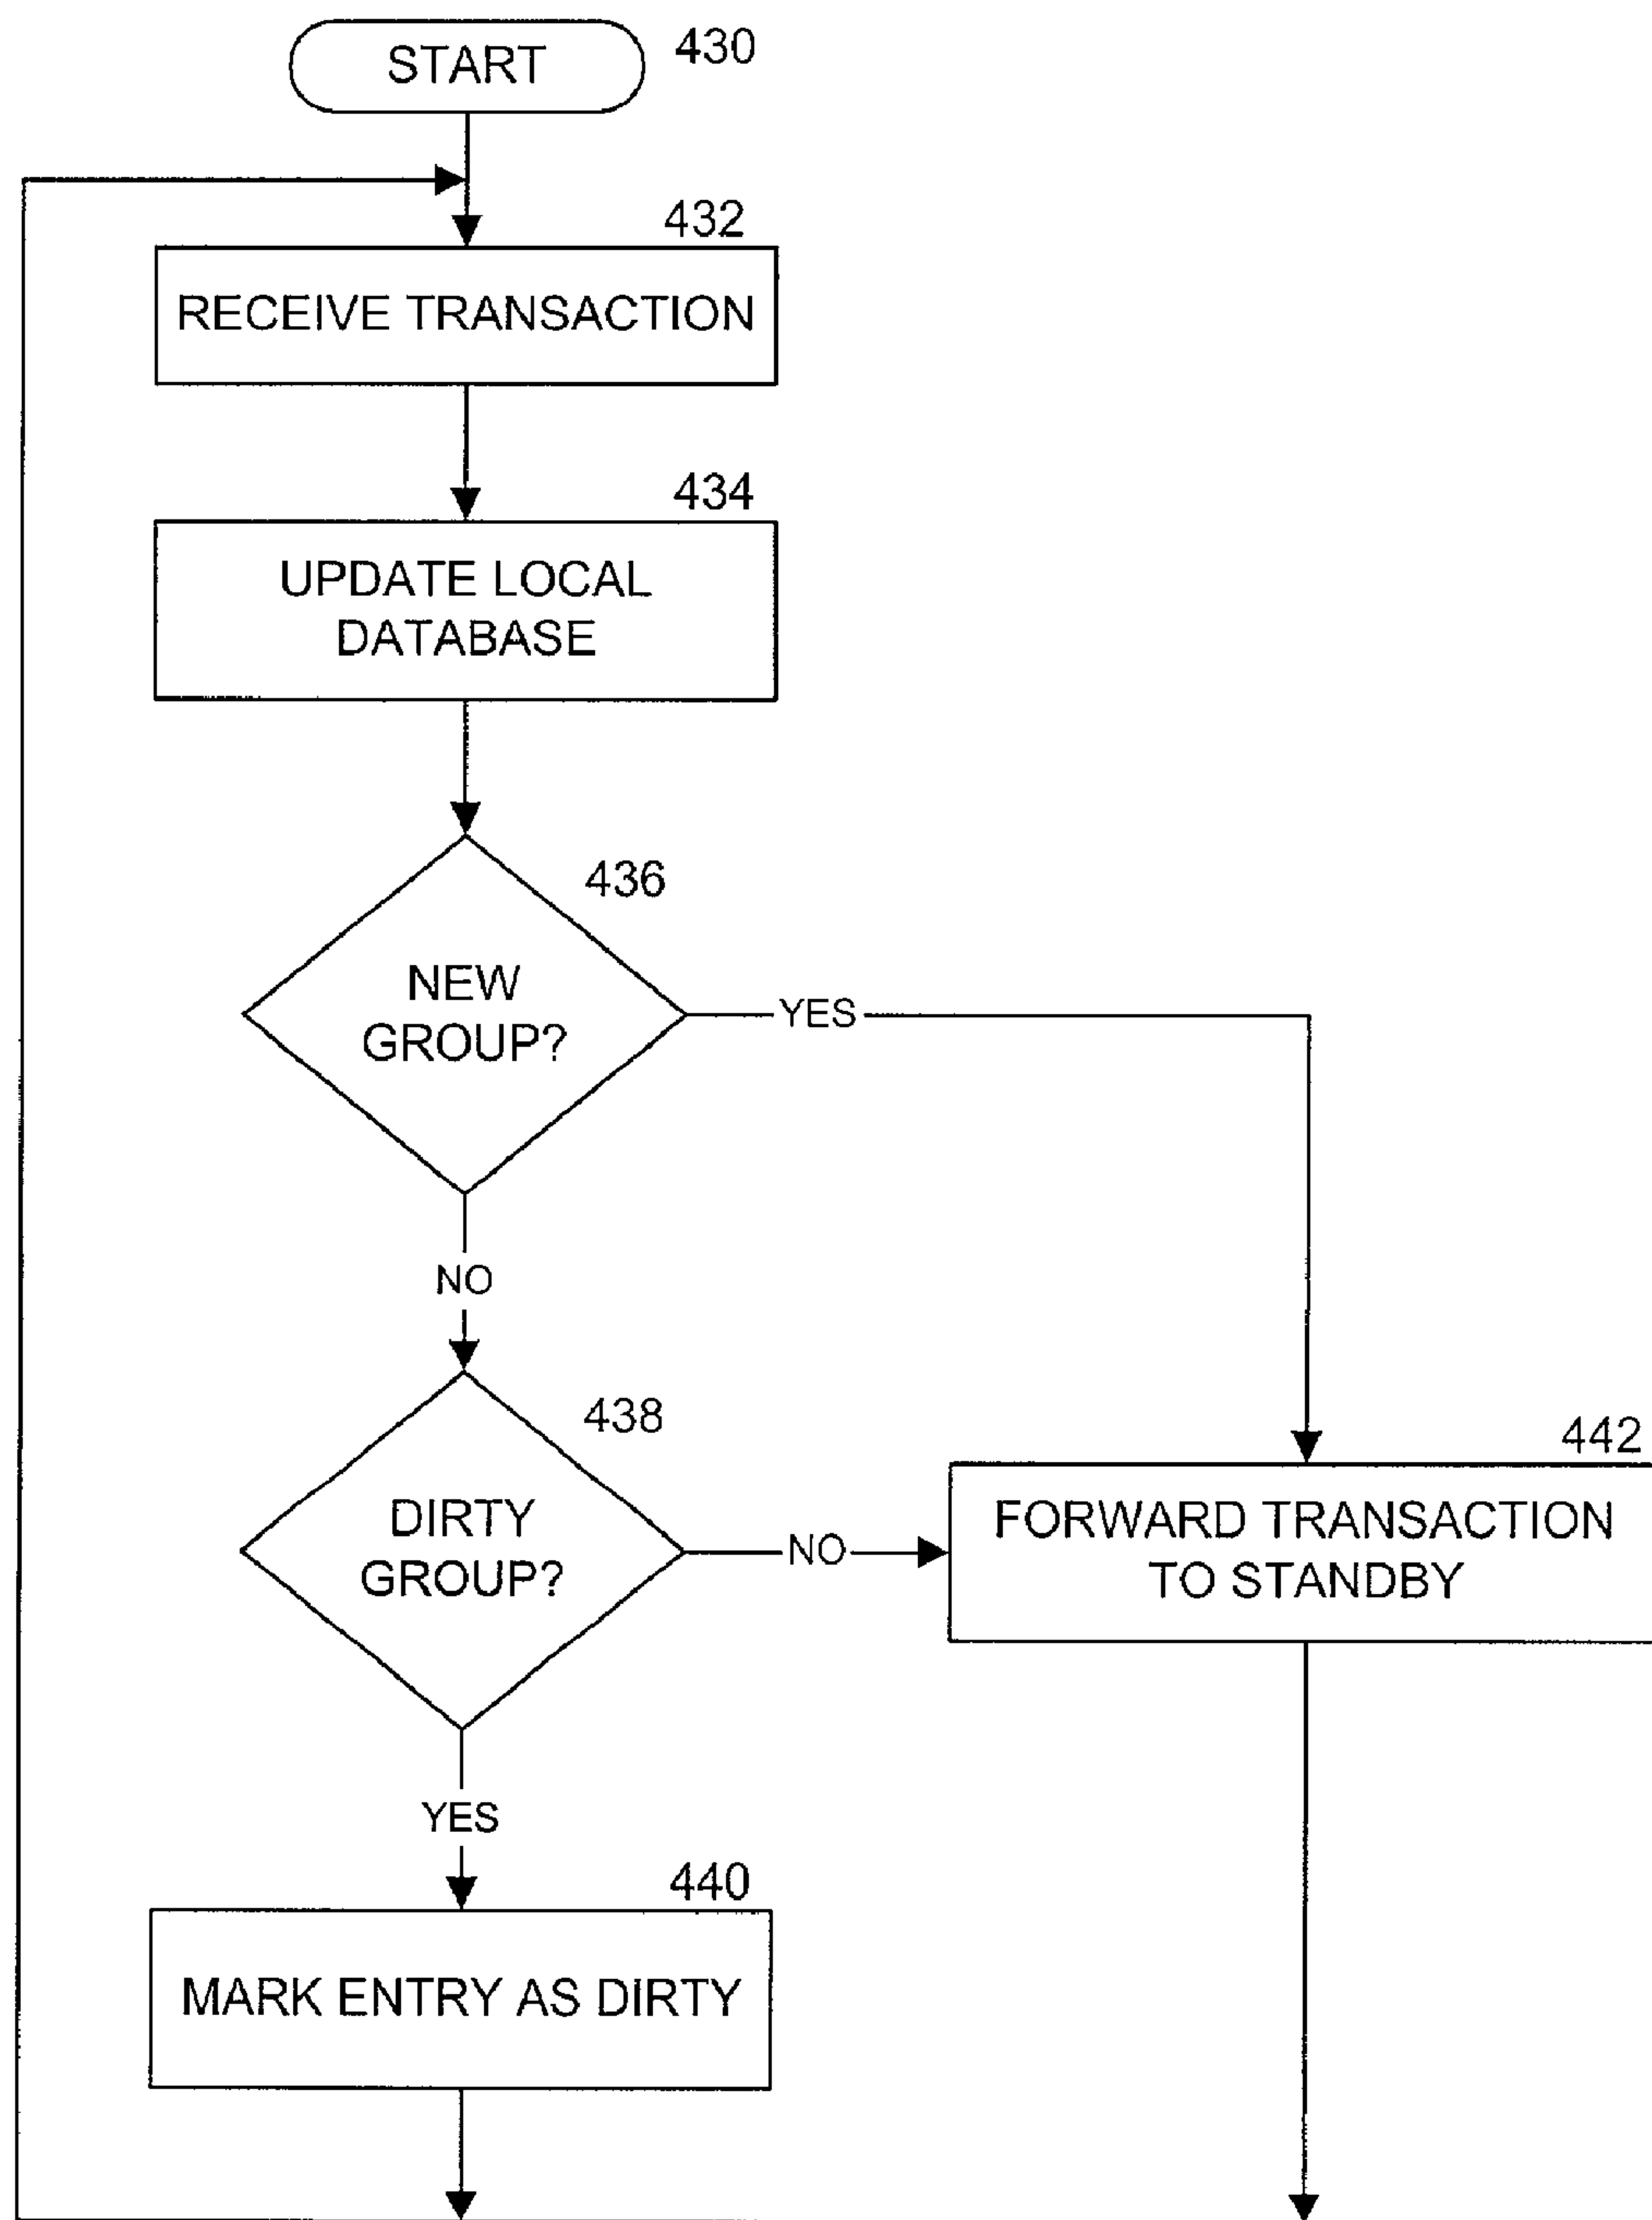 START
430
432
RECEIVE TRANSACTION
434
UPDATE LOCAL
DATABASE
436
NEW
GROUP?
YES
NO
438
DIRTY
GROUP?
NO
442
FORWARD TRANSACTION
TO STANDBY
YES
440
MARK ENTRY AS DIRTY